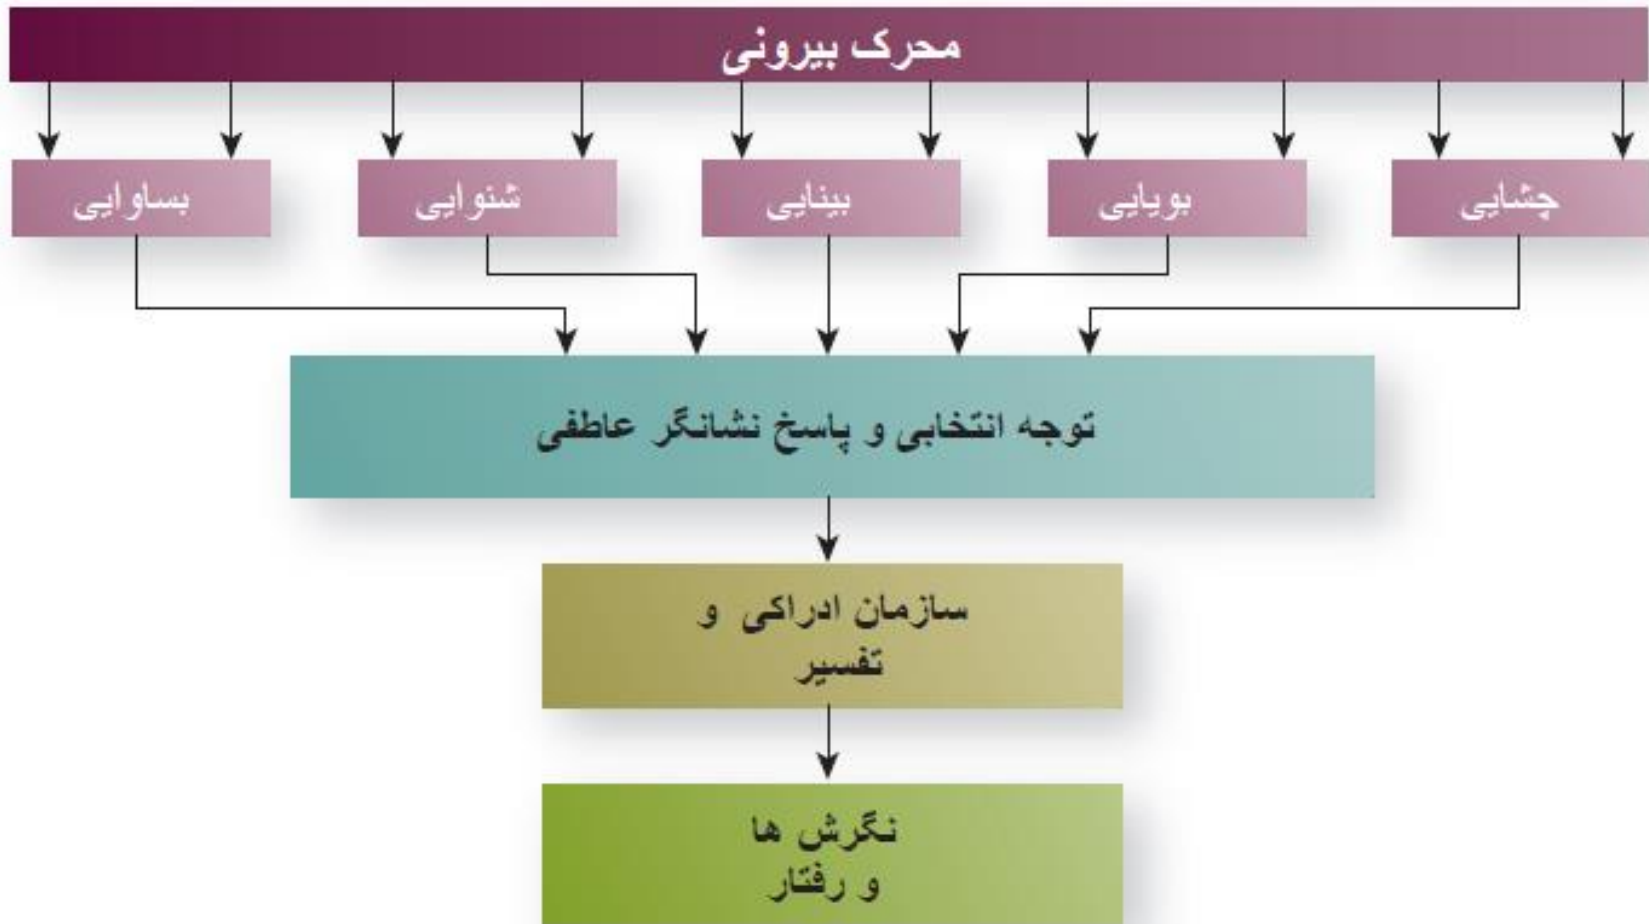 محرک بیرونی
چشایی
بویایی
بینایی
شنوایی
بساوایی
توجه انتخابی و پاسخ نشانگر عاطفی
سازمان ادراکی و
تفسیر
نگرش ها
و رفتار